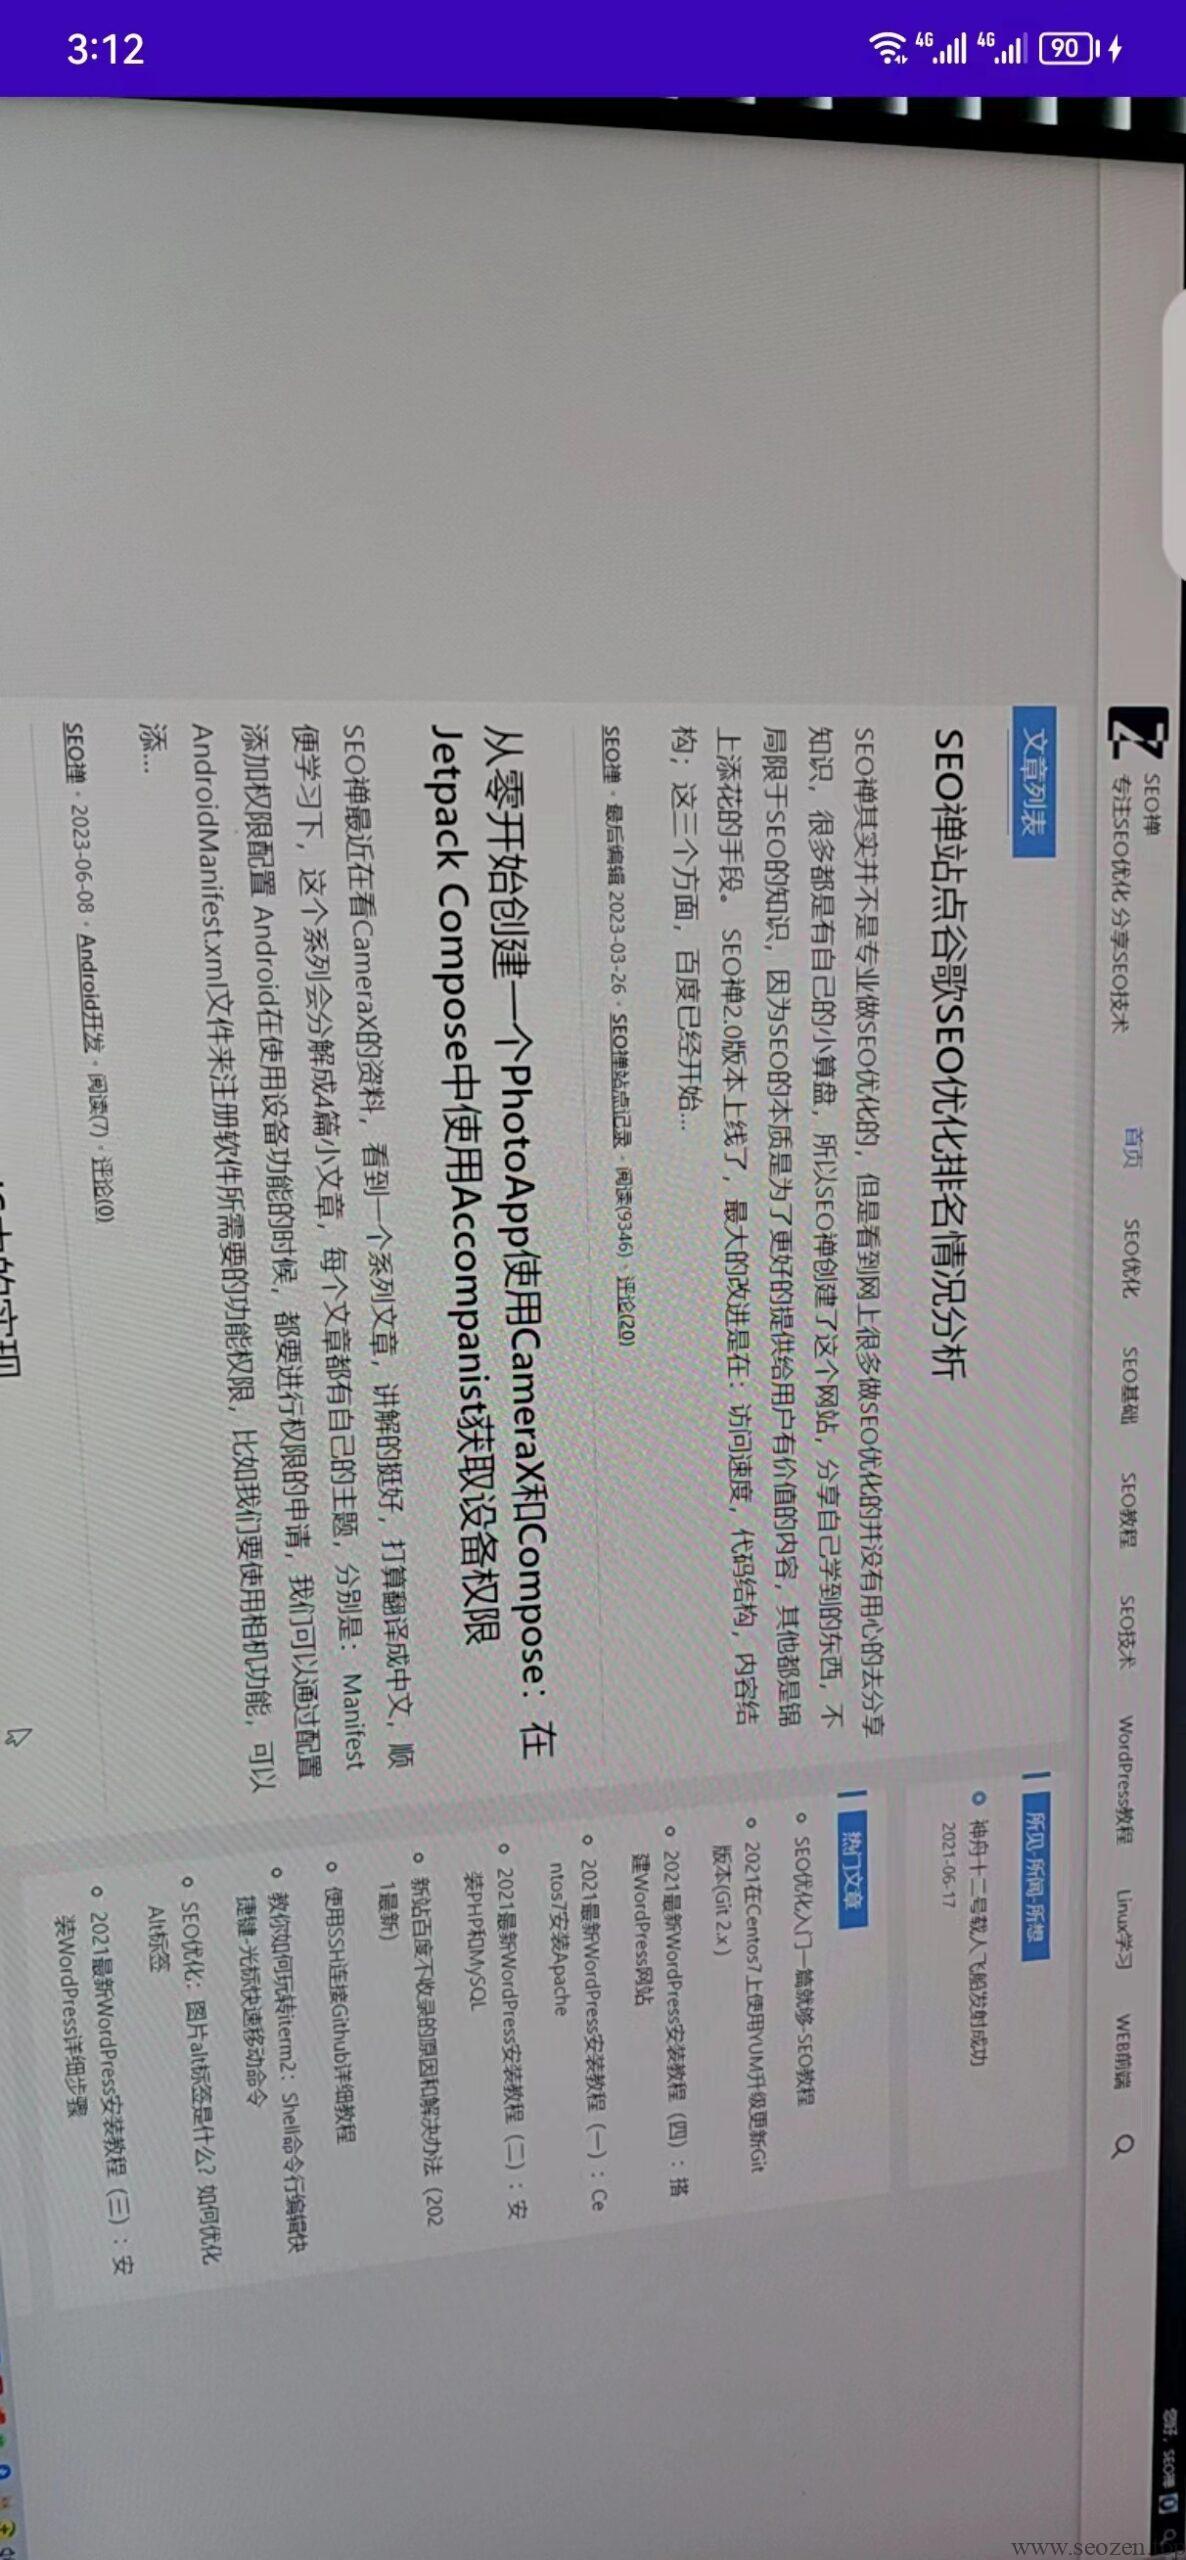 3:12
4G
4G
90
您好，SEO禅
SEO禅
专注SEO优化 分享SEO技术
首页
SEO优化
SEO基础
SEO教程
SEO技术
WordPress教程
Linux学习
WEB前端
文章列表
SEO禅站点谷歌SEO优化排名情况分析
SEO禅其实并不是专业做SEO优化的，但是看到网上很多做SEO优化的并没有用心的去分享
知识，很多都是有自己的小算盘，所以SEO禅创建了这个网站，分享自己学到的东西，不
局限于SEO的知识，因为SEO的本质是为了更好的提供给用户有价值的内容，其他都是锦
上添花的手段。 SEO禅2.0版本上线了，最大的改进是在：访问速度，代码结构，内容结
构；这三个方面，百度已经开始...
SEO禅 • 最后编辑 2023-03-26 • SEO禅站点记录 • 阅读(9346) • 评论(20)
从零开始创建一个PhotoApp使用CameraX和Compose：在
Jetpack Compose中使用Accompanist获取设备权限
SEO禅最近在看CameraX的资料，看到一个系列文章，讲解的挺好，打算翻译成中文，顺
便学习下，这个系列会分解成4篇小文章，每个文章都有自己的主题，分别是： Manifest
添加权限配置 Android在使用设备功能的时候，都要进行权限的申请，我们可以通过配置
AndroidManifest.xml文件来注册软件所需要的功能权限，比如我们要使用相机功能，可以
添...
SEO禅 • 2023-06-08 • Android开发 • 阅读(7) • 评论(0)
中的实现
所见-所闻-所想
神舟十二号载人飞船发射成功
2021-06-17
热门文章
SEO优化入门一篇就够-SEO教程
2021在Centos7上使用YUM升级更新Git
版本(Git 2.x）
2021最新WordPress安装教程（四）：搭
建WordPress网站
2021最新WordPress安装教程（一）：Ce
ntos7安装Apache
2021最新WordPress安装教程（二）：安
装PHP和MySQL
新站百度不收录的原因和解决办法（202
1最新）
使用SSH连接Github详细教程
教你如何玩转iterm2：Shell命令行编辑快
捷键-光标快速移动命令
SEO优化：图片alt标签是什么？如何优化
Alt标签
2021最新WordPress安装教程（三）：安
装WordPress详细步骤
www.seozen.top